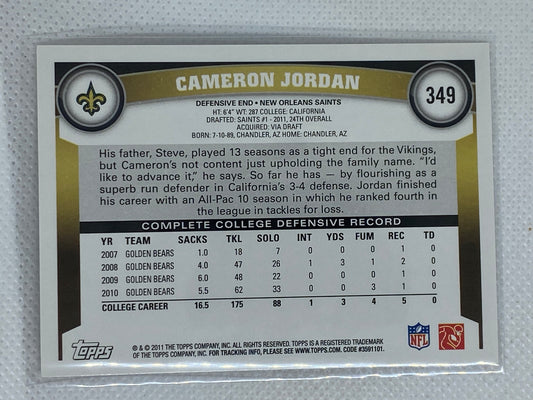 CAMERON JORDAN
349
DEFENSIVE END • NEW ORLEANS SAINTS
HT: 6'4" WT: 287 COLLEGE: CALIFORNIA
DRAFTED: SAINTS #1 - 2011, 24TH OVERALL
ACQUIRED: VIA DRAFT
BORN: 7-10-89, CHANDLER, AZ HOME: CHANDLER, AZ
His father, Steve, played 13 seasons as a tight end for the Vikings,
but Cameron's not content just upholding the family name. "I'd
like to advance it," he says. So far he has — by flourishing as a
superb run defender in California's 3-4 defense. Jordan finished
his career with an All-Pac 10 season in which he ranked fourth in
the league in tackles for loss.
COMPLETE COLLEGE DEFENSIVE RECORD
YR TEAM SACKS TKL SOLO INT YDS FUM REC TD
2007 GOLDEN BEARS 1.0 18 7 0 0 0 1 0
2008 GOLDEN BEARS 4.0 47 26 1 3 1 2 0
2009 GOLDEN BEARS 6.0 48 22 0 0 0 1 0
2010 GOLDEN BEARS 5.5 62 33 0 0 3 1 0
COLLEGE CAREER 16.5 175 88 1 3 4 5 0
Topps
® & © 2011 THE TOPPS COMPANY, INC. ALL RIGHTS RESERVED. TOPPS IS A REGISTERED TRADEMARK
OF THE TOPPS COMPANY, INC. FOR TRACKING INFO, PLEASE SEE WWW.TOPPS.COM. CODE #3591101.
NFL